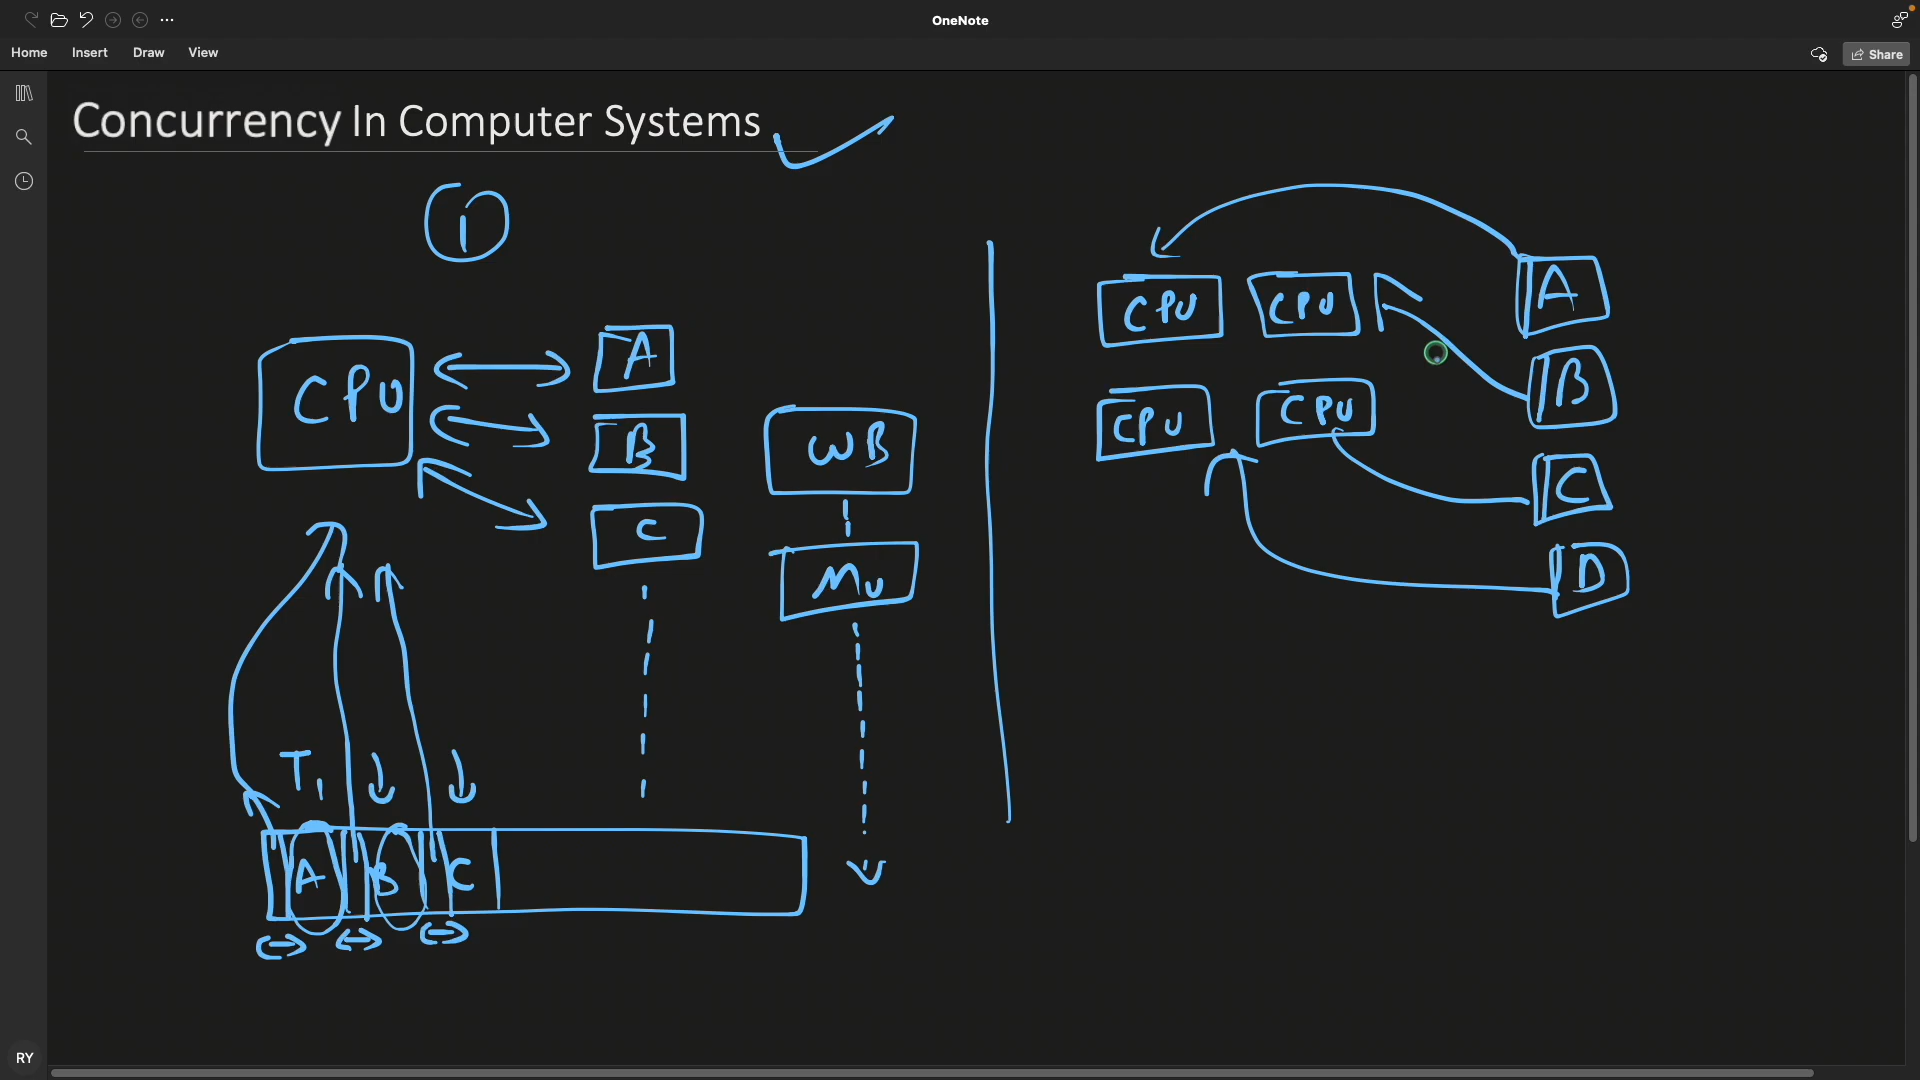 OneNote
Home Insert Draw View
Share
Concurrency In Computer Systems
1
CPU
A
B
C
WB
Mu
T1
A B C
CPU CPU
CPU CPU
A
B
C
D
RY